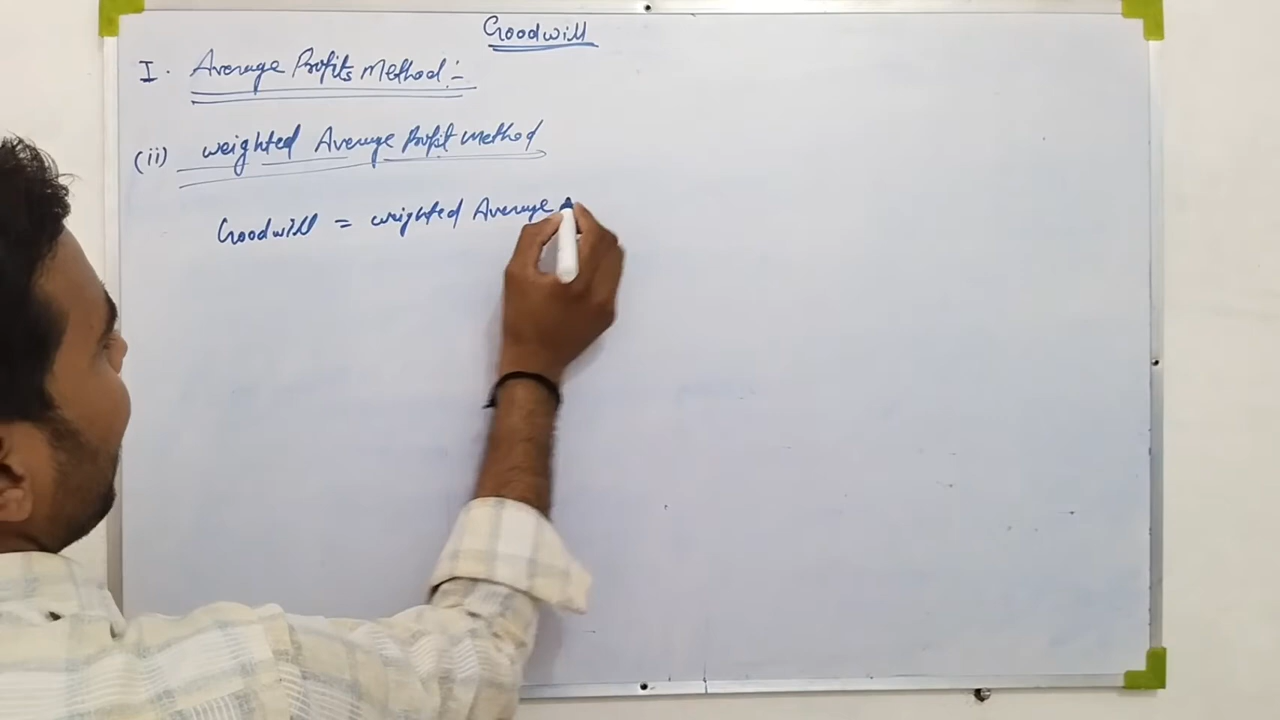 Goodwill
I. Average Profits Method :-
(ii) weighted Average Profit Method
Goodwill = weighted Average